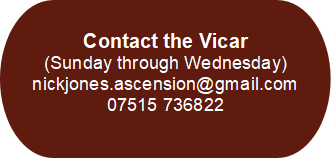 Contact the Vicar
(Sunday through Wednesday)
nickjones.ascension@gmail.com
07515 736822